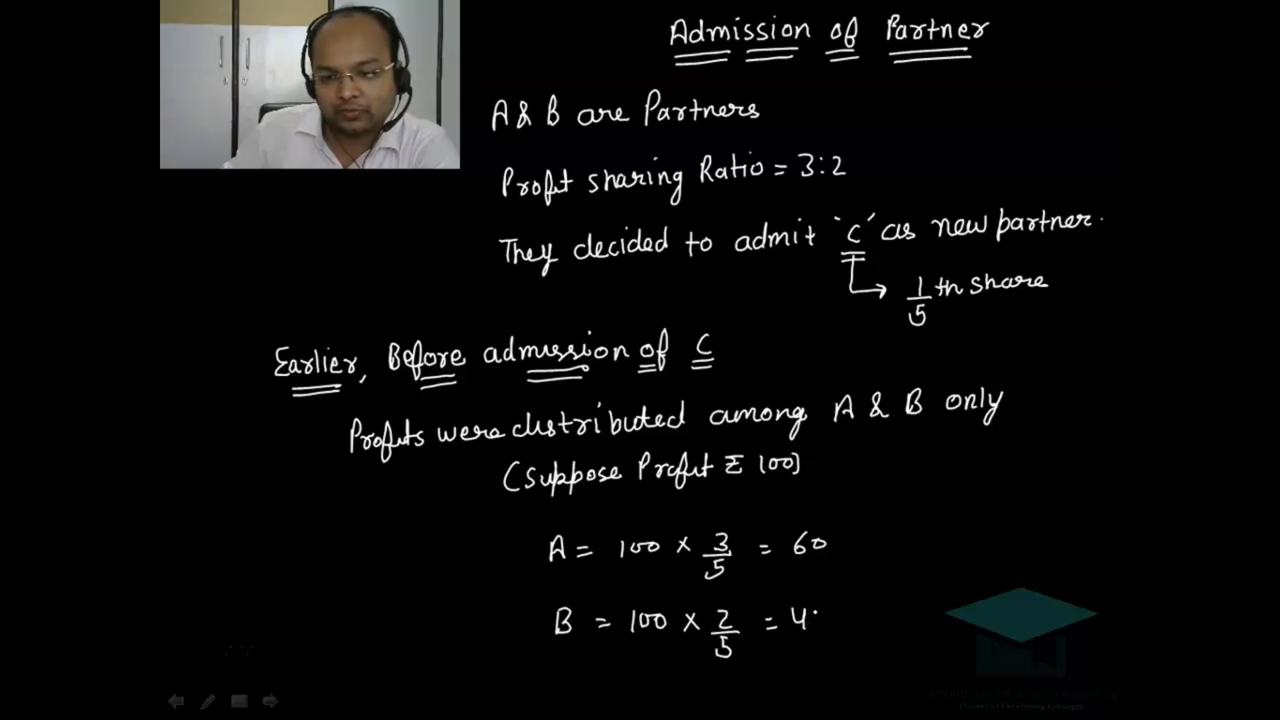 Admission of Partner
A & B are Partners
Profit sharing Ratio = 3:2
They decided to admit 'C' as new partner.
1/5 th share
Earlier, Before admission of C
Profits were distributed among A & B only
(Suppose Profit ₹ 100)
A = 100 × 3/5 = 60
B = 100 × 2/5 = 4